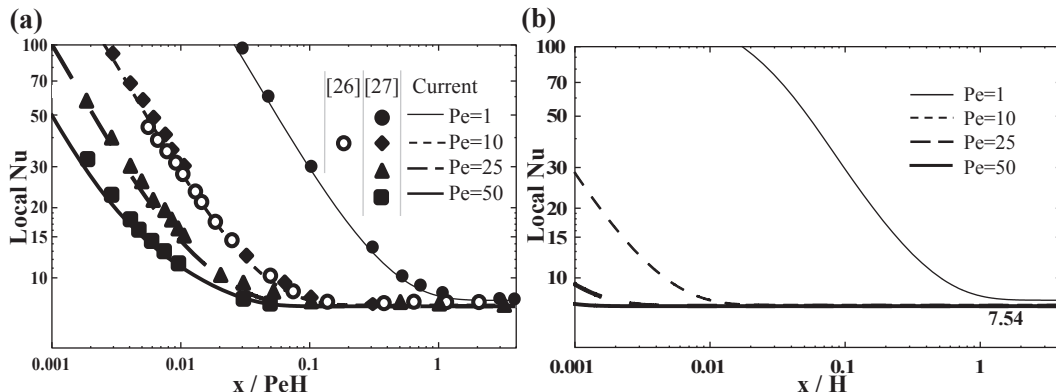 (a)
100
70
50
30
20
15
10
Local Nu
0.001
0.01
0.1
1
x / PeH
[26] [27] Current
Pe=1
Pe=10
Pe=25
Pe=50
(b)
100
70
50
30
20
15
10
Local Nu
0.001
0.01
0.1
1
x / H
Pe=1
Pe=10
Pe=25
Pe=50
7.54